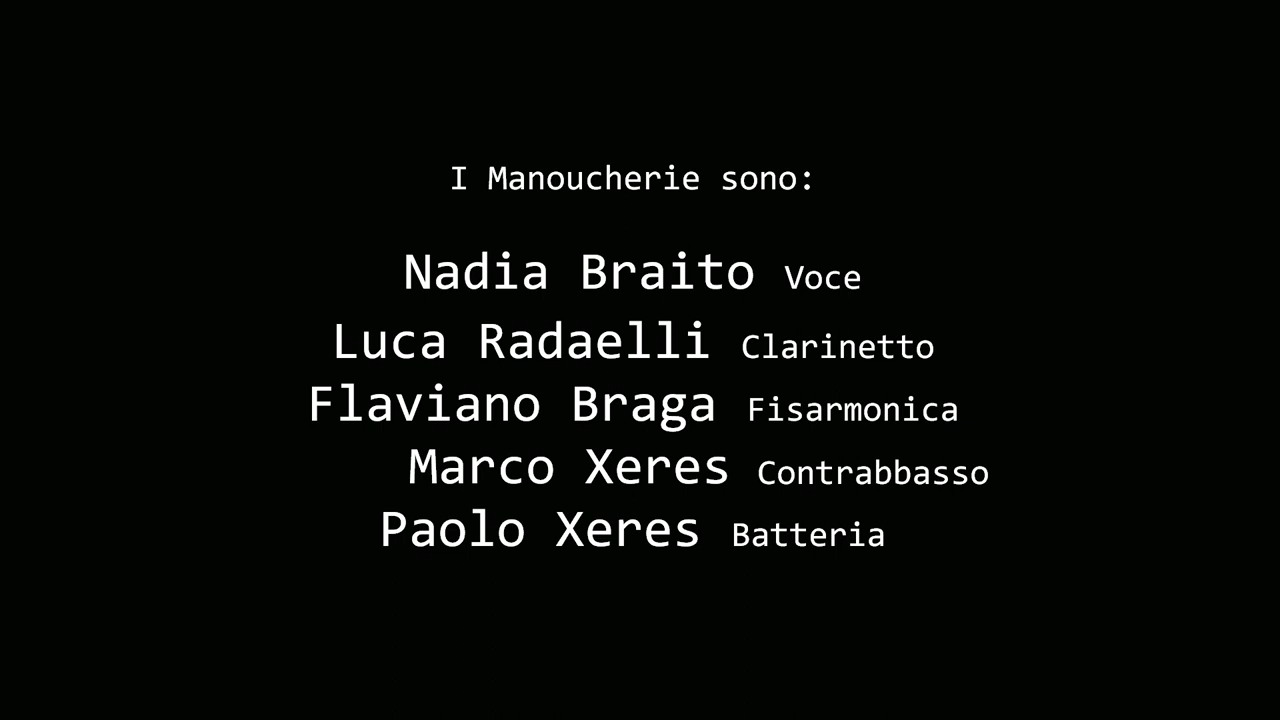 I Manoucherie sono:
Nadia Braito Voce
Luca Radaelli Clarinetto
Flaviano Braga Fisarmonica
Marco Xeres Contrabbasso
Paolo Xeres Batteria